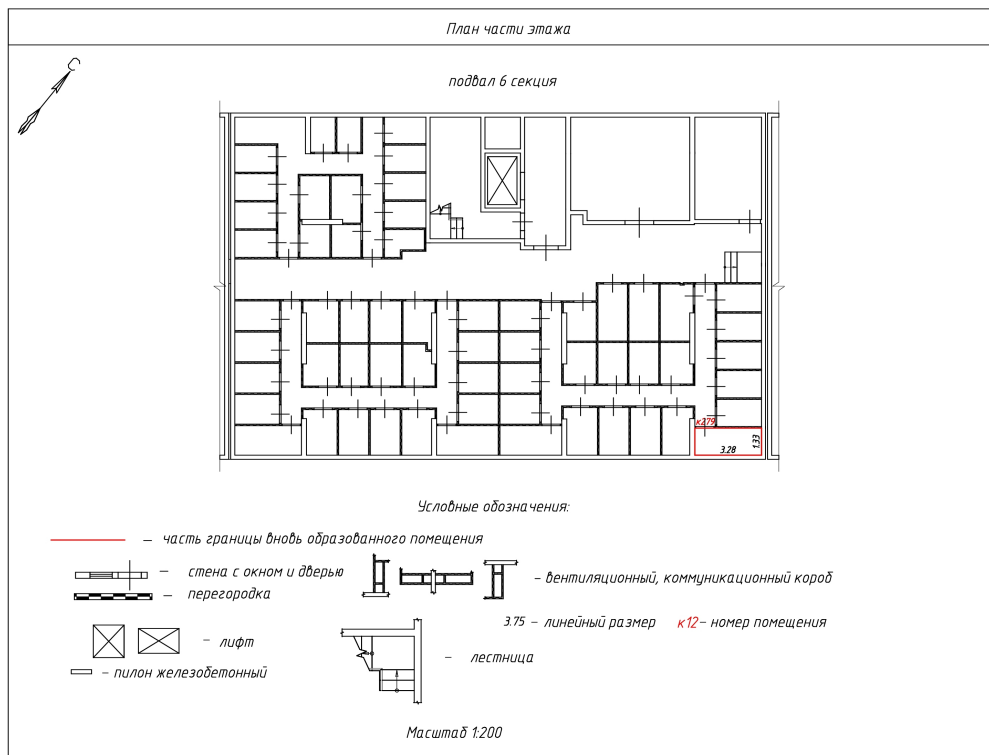 План части этажа
С
подвал 6 секция
к279
3.28
1.33
Условные обозначения:
— часть границы вновь образованного помещения
— стена с окном и дверью
— перегородка
— вентиляционный, коммуникационный короб
3.75 — линейный размер к12 — номер помещения
— лифт
— лестница
— пилон железобетонный
Масштаб 1:200